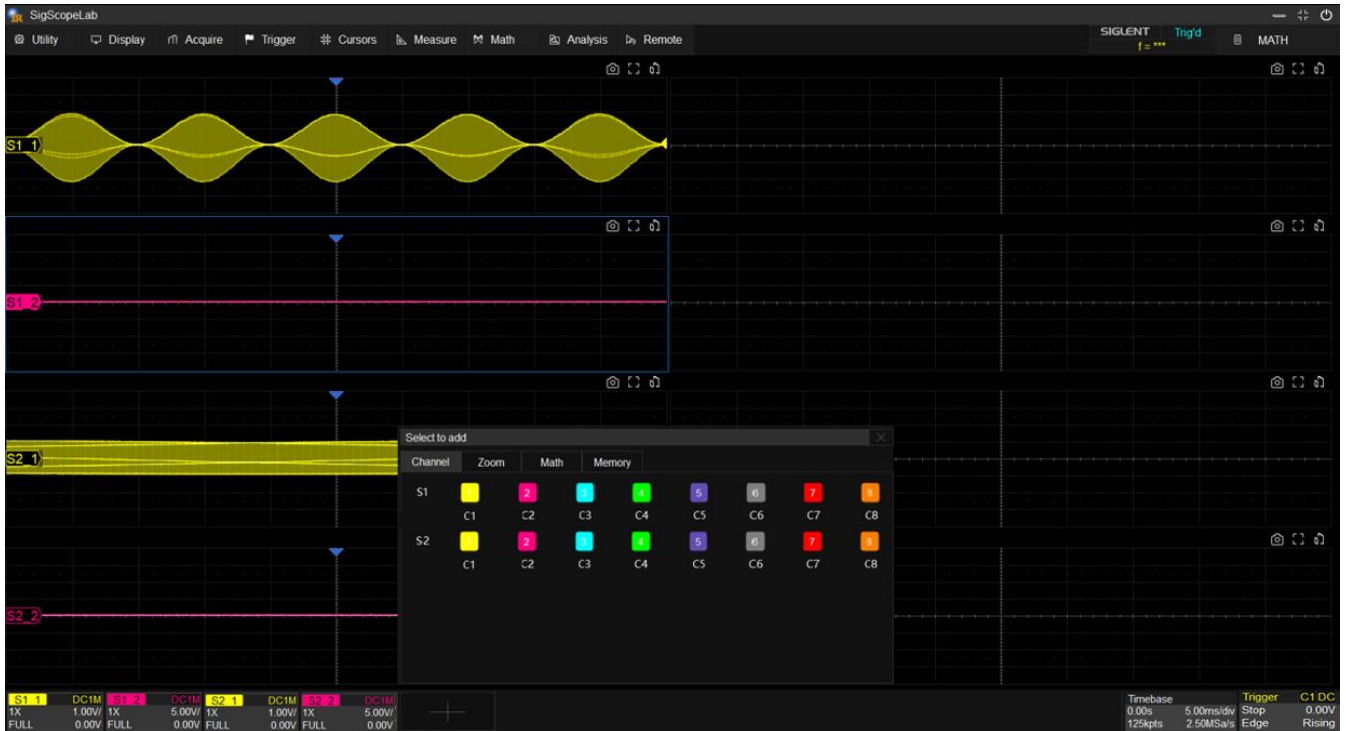 SigScopeLab
Utility Display Acquire Trigger Cursors Measure Math Analysis Remote
SIGLENT Trig'd
f = ***
MATH
S1_1
S1_2
S2_1
S2_2
Select to add
Channel Zoom Math Memory
S1 1 2 3 4 5 6 7 8
C1 C2 C3 C4 C5 C6 C7 C8
S2 1 2 3 4 5 6 7 8
C1 C2 C3 C4 C5 C6 C7 C8
S1_1 DC1M
1X 1.00V/
FULL 0.00V
S1_2 DC1M
1X 5.00V/
FULL 0.00V
S2_1 DC1M
1X 1.00V/
FULL 0.00V
S2_2 DC1M
1X 5.00V/
FULL 0.00V
Timebase
0.00s 5.00ms/div
125kpts 2.50MSa/s
Trigger C1 DC
Stop 0.00V
Edge Rising